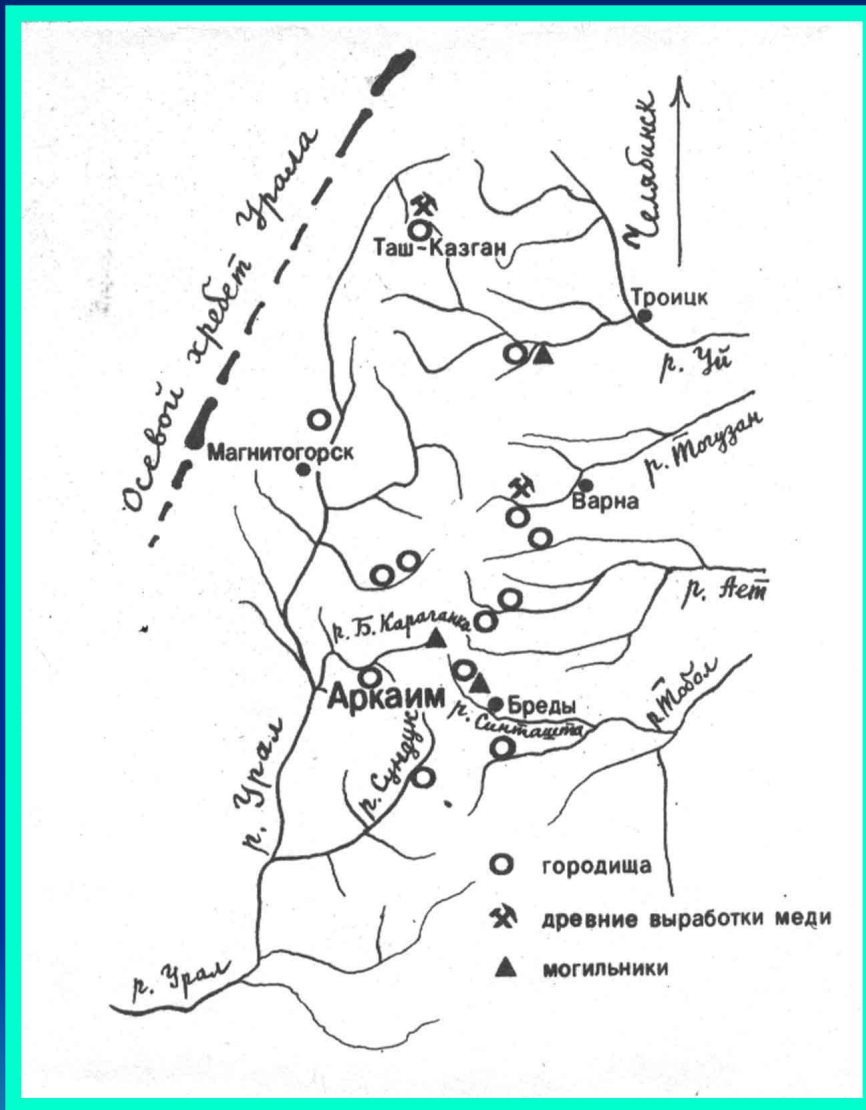 Осевой хребет Урала
Челябинск
Таш-Казган
Троицк
р. Уй
Магнитогорск
р. Тогузан
Варна
р. Аят
р. Б. Караганка
Аркаим
Бреды
р. Синташта
р. Тобол
р. Сундук
р. Урал
городища
древние выработки меди
могильники
р. Урал